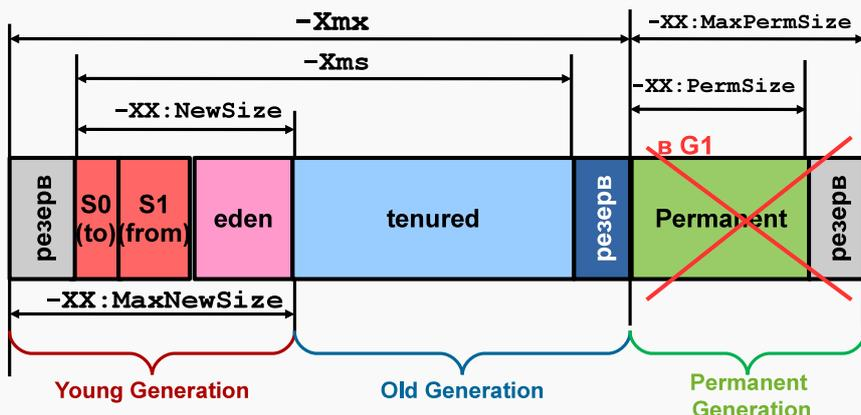 -Xmx
-XX:MaxPermSize
-Xms
-XX:PermSize
-XX:NewSize
в G1
резерв
S0
(to)
S1
(from)
eden
tenured
резерв
Permanent
резерв
-XX:MaxNewSize
Young Generation
Old Generation
Permanent
Generation